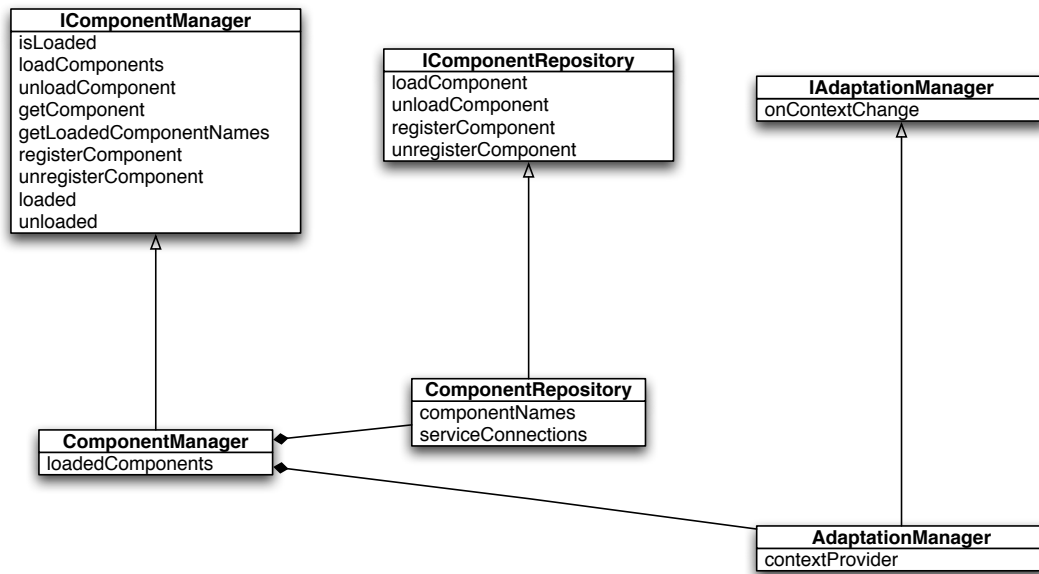 IComponentManager
isLoaded
loadComponents
unloadComponent
getComponent
getLoadedComponentNames
registerComponent
unregisterComponent
loaded
unloaded
IComponentRepository
loadComponent
unloadComponent
registerComponent
unregisterComponent
IAdaptationManager
onContextChange
ComponentRepository
componentNames
serviceConnections
ComponentManager
loadedComponents
AdaptationManager
contextProvider